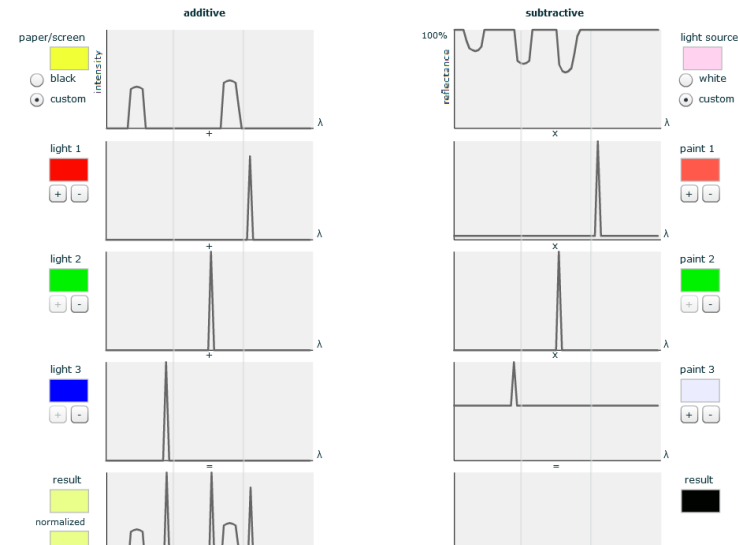 additive
paper/screen
black
custom
intensity
λ
+
light 1
+ -
λ
+
light 2
+ -
λ
+
light 3
+ -
λ
=
result
normalized
subtractive
100%
reflectance
λ
x
light source
white
custom
λ
x
paint 1
+ -
λ
x
paint 2
+ -
λ
=
paint 3
+ -
result